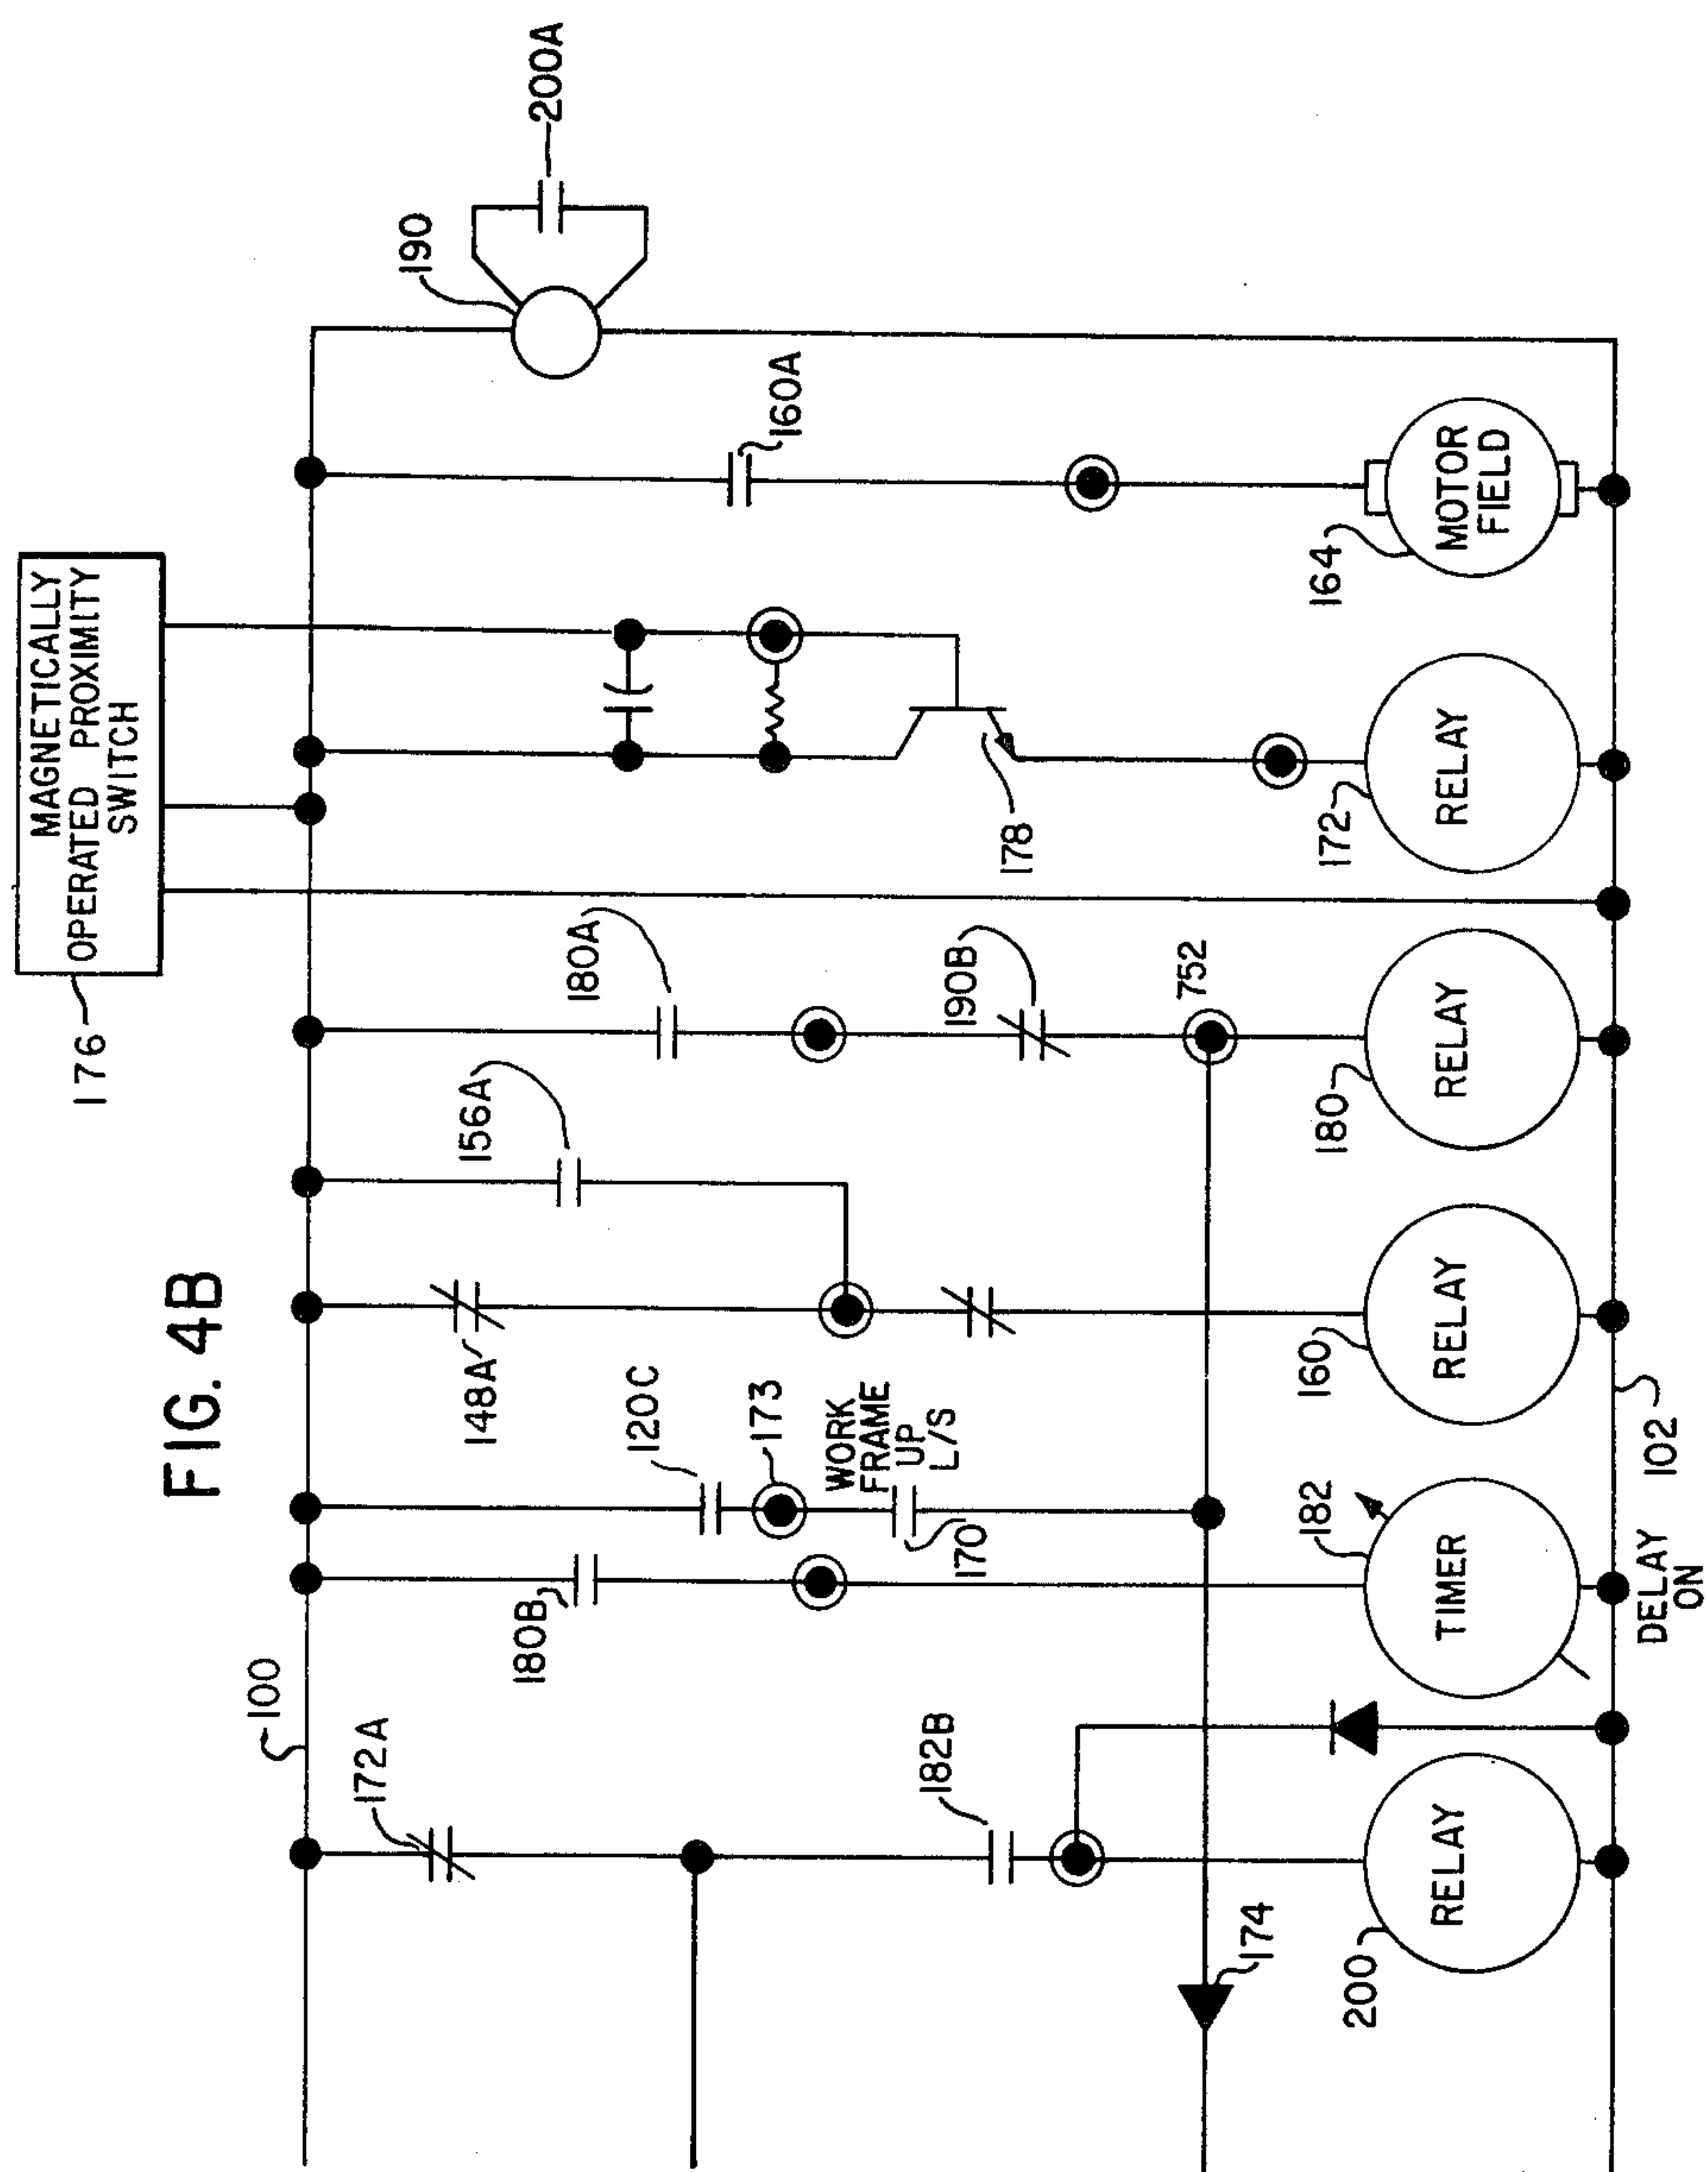 FIG. 4B
MAGNETICALLY
OPERATED PROXIMITY
SWITCH
176
200A
190
100
172A
180B
120C
173
WORK
FRAME
UP
L/S
170
148A
156A
180A
190B
752
160A
178
182B
174
200
RELAY
182
TIMER
DELAY
ON
160
RELAY
102
180
RELAY
172
RELAY
164
MOTOR
FIELD